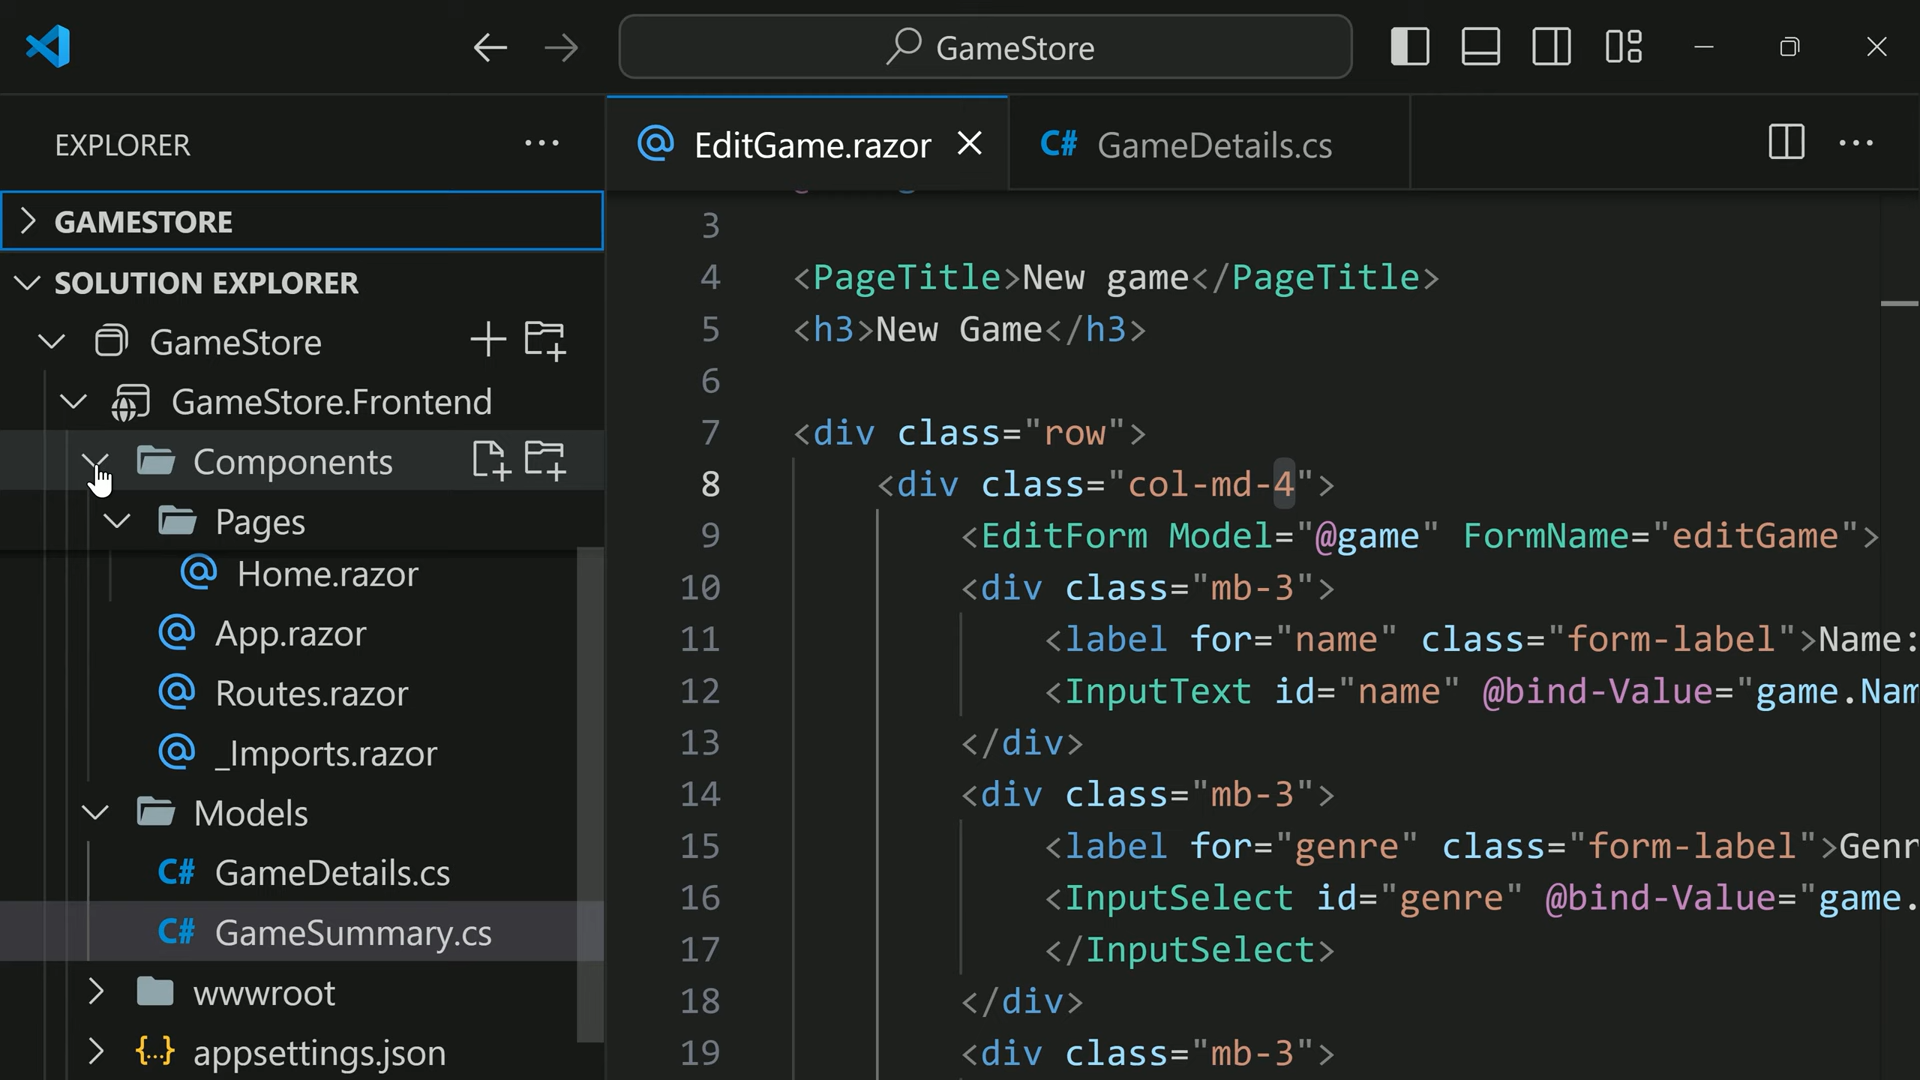 GameStore
EXPLORER
GAMESTORE
SOLUTION EXPLORER
GameStore
GameStore.Frontend
Components
Pages
Home.razor
App.razor
Routes.razor
_Imports.razor
Models
C# GameDetails.cs
C# GameSummary.cs
wwwroot
{..} appsettings.json
@ EditGame.razor
C# GameDetails.cs
3
4 <PageTitle>New game</PageTitle>
5 <h3>New Game</h3>
6
7 <div class="row">
8 <div class="col-md-4">
9 <EditForm Model="@game" FormName="editGame">
10 <div class="mb-3">
11 <label for="name" class="form-label">Name:
12 <InputText id="name" @bind-Value="game.Nam
13 </div>
14 <div class="mb-3">
15 <label for="genre" class="form-label">Genr
16 <InputSelect id="genre" @bind-Value="game.
17 </InputSelect>
18 </div>
19 <div class="mb-3">